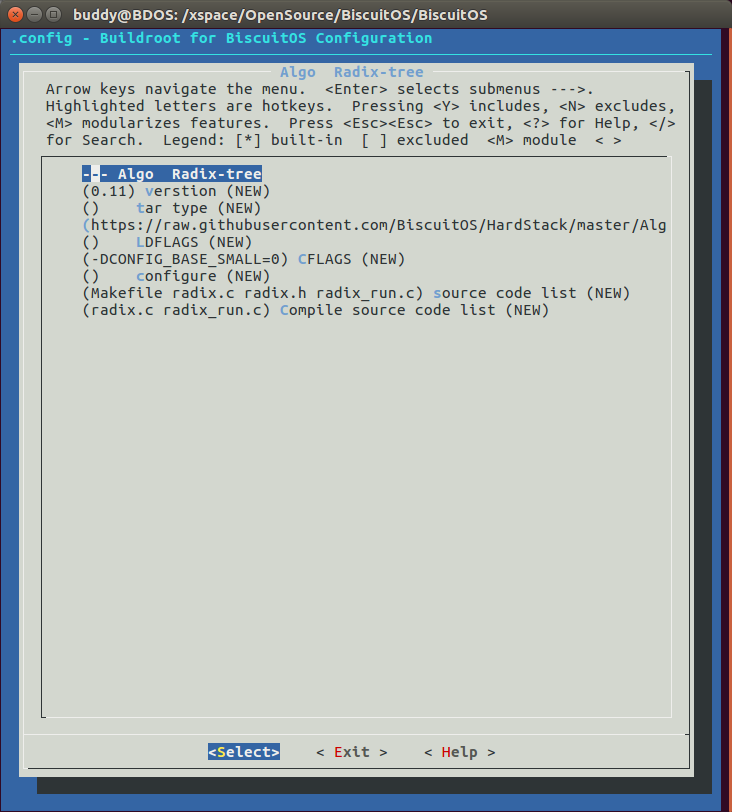 buddy@BDOS: /xspace/OpenSource/BiscuitOS/BiscuitOS
.config - Buildroot for BiscuitOS Configuration
Algo  Radix-tree
Arrow keys navigate the menu.  <Enter> selects submenus --->.
Highlighted letters are hotkeys.  Pressing <Y> includes, <N> excludes,
<M> modularizes features.  Press <Esc><Esc> to exit, <?> for Help, </>
for Search.  Legend: [*] built-in  [ ] excluded  <M> module  < >
--- Algo  Radix-tree
(0.11) verstion (NEW)
()    tar type (NEW)
(https://raw.githubusercontent.com/BiscuitOS/HardStack/master/Alg
()    LDFLAGS (NEW)
(-DCONFIG_BASE_SMALL=0) CFLAGS (NEW)
()    configure (NEW)
(Makefile radix.c radix.h radix_run.c) source code list (NEW)
(radix.c radix_run.c) Compile source code list (NEW)
<Select>    < Exit >    < Help >